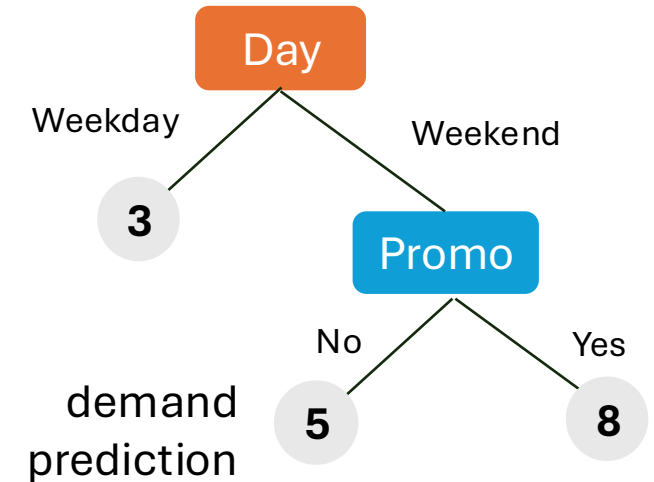 Day
Weekday
Weekend
3
Promo
No
Yes
demand
prediction
5
8